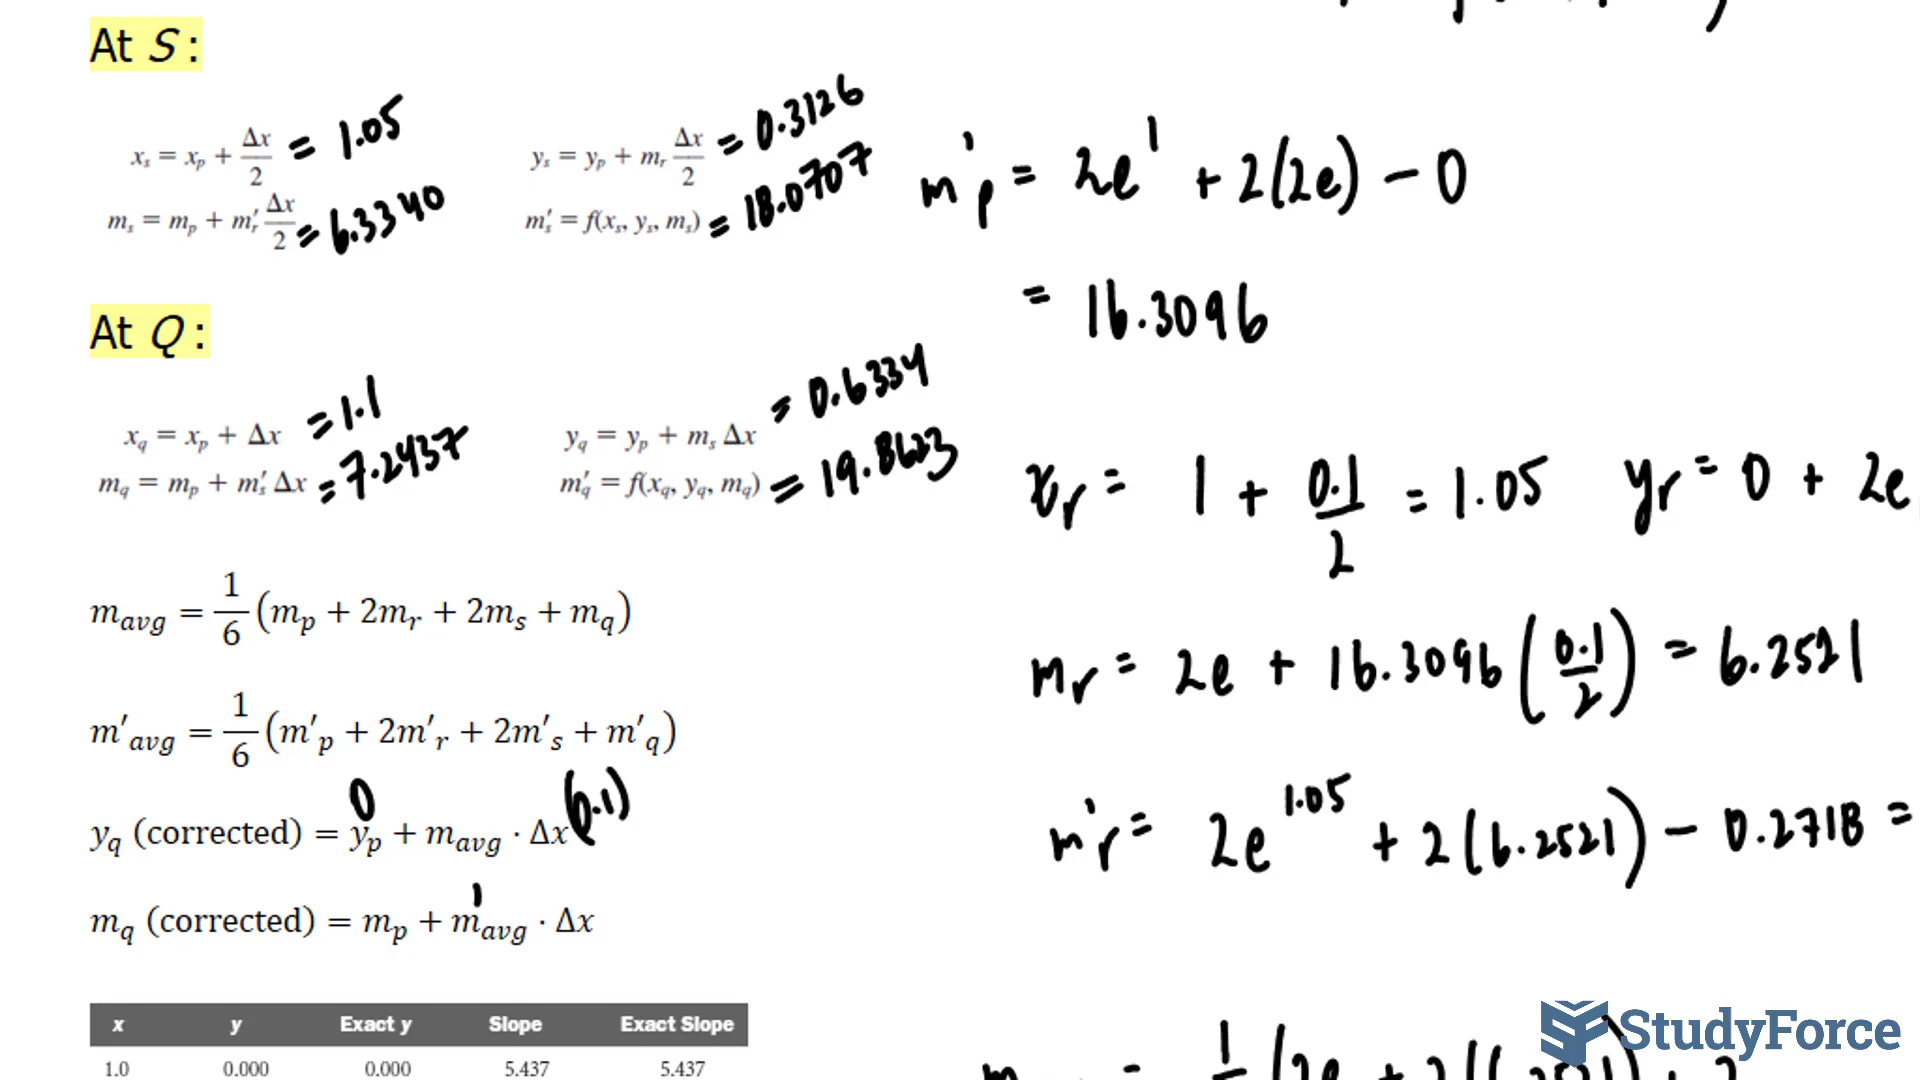 At S:
x_s = x_p + Δx/2 = 1.05
y_s = y_p + m_r Δx/2 = 0.3126
m_s = m_p + m'_r Δx/2 = 6.3340
m'_s = f(x_s, y_s, m_s) = 18.0707
At Q:
x_q = x_p + Δx = 1.1
y_q = y_p + m_s Δx = 0.6334
m_q = m_p + m'_s Δx = 7.2437
m'_q = f(x_q, y_q, m_q) = 19.8623
m_avg = 1/6 (m_p + 2m_r + 2m_s + m_q)
m'_avg = 1/6 (m'_p + 2m'_r + 2m'_s + m'_q)
0 (0.1)
y_q (corrected) = y_p + m_avg · Δx
m_q (corrected) = m_p + m'_avg · Δx
x y Exact y Slope Exact Slope
1.0 0.000 0.000 5.437 5.437
m'_p = 2e^1 + 2(2e) - 0
= 16.3096
x_r = 1 + 0.1/2 = 1.05 y_r = 0 + 2e
m_r = 2e + 16.3096 (0.1/2) = 6.2521
m'_r = 2e^1.05 + 2(6.2521) - 0.2718 =
StudyForce